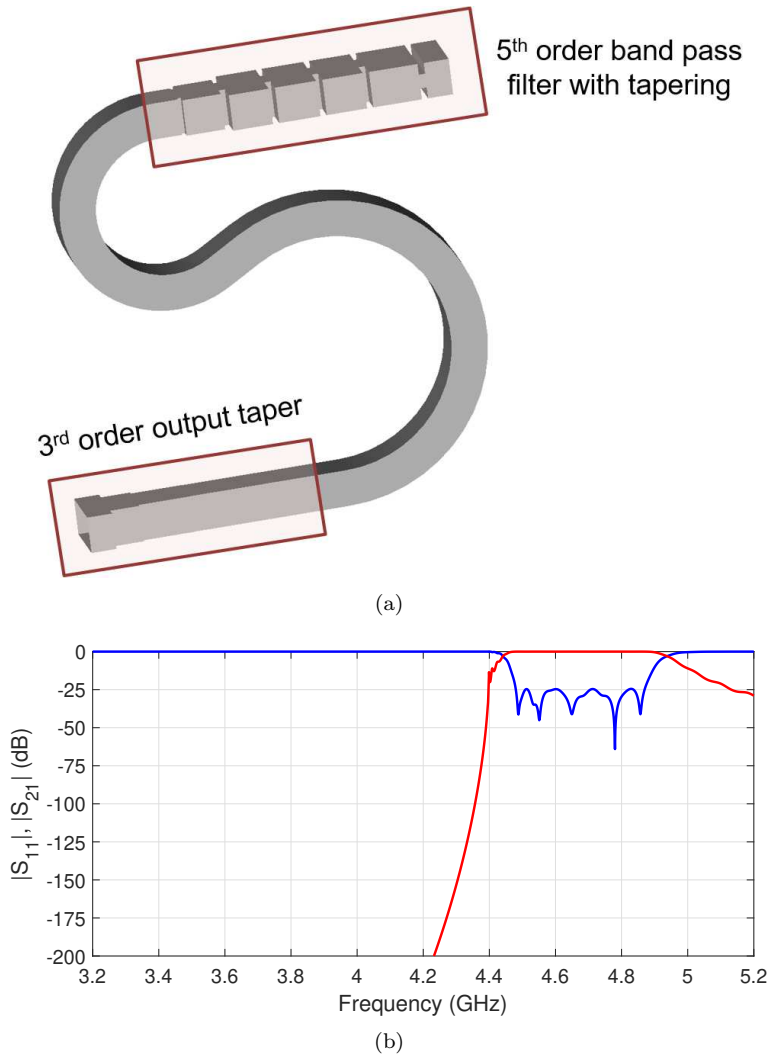 5th order band pass
filter with tapering
3rd order output taper
(a)
|S11|, |S21| (dB)
0
-25
-50
-75
-100
-125
-150
-175
-200
3.2 3.4 3.6 3.8 4 4.2 4.4 4.6 4.8 5 5.2
Frequency (GHz)
(b)